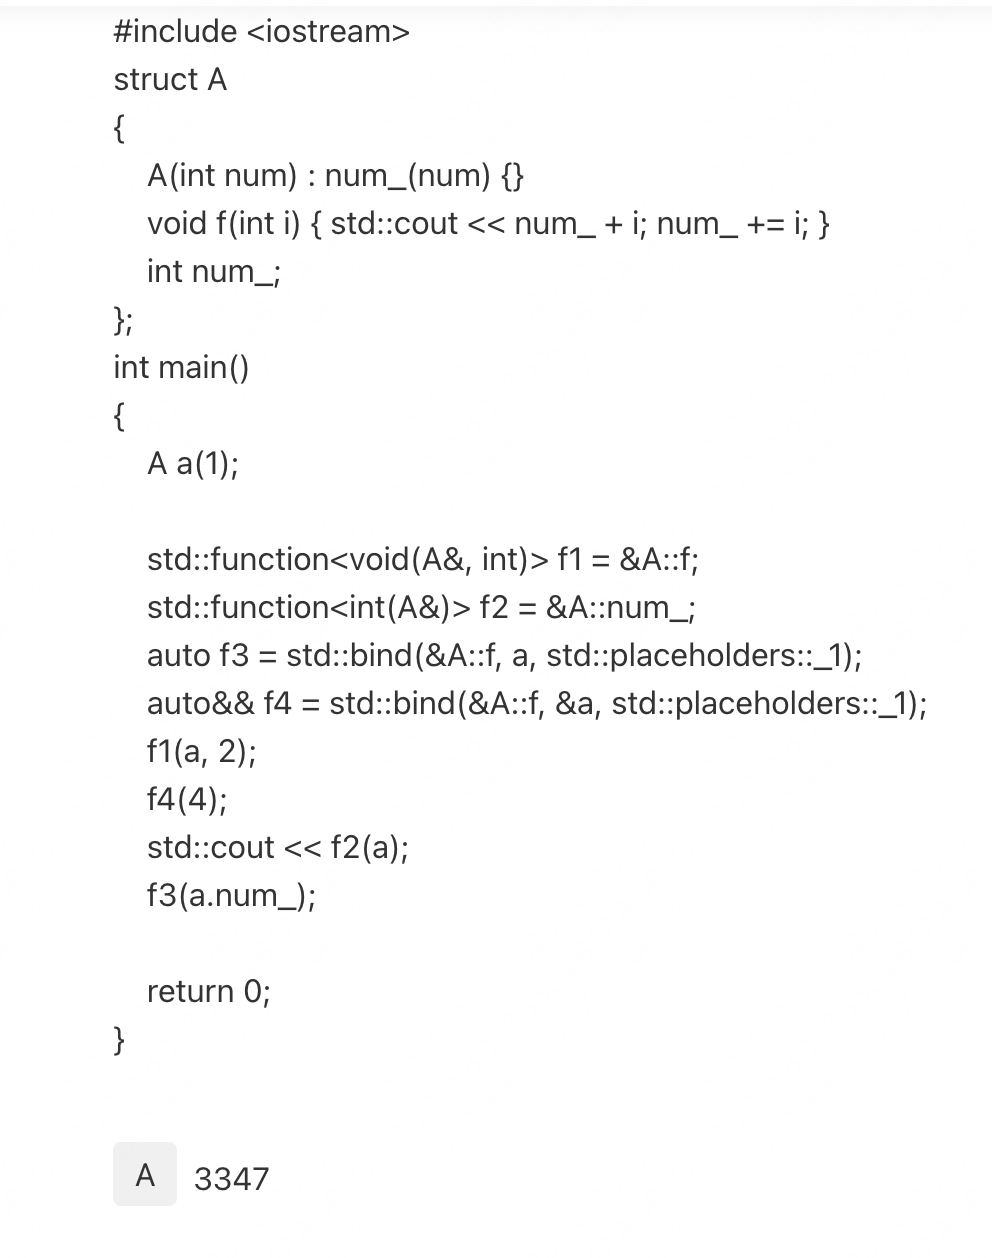 #include <iostream>
struct A
{
A(int num) : num_(num) {}
void f(int i) { std::cout << num_ + i; num_ += i; }
int num_;
};
int main()
{
A a(1);
std::function<void(A&, int)> f1 = &A::f;
std::function<int(A&)> f2 = &A::num_;
auto f3 = std::bind(&A::f, a, std::placeholders::_1);
auto&& f4 = std::bind(&A::f, &a, std::placeholders::_1);
f1(a, 2);
f4(4);
std::cout << f2(a);
f3(a.num_);
return 0;
}
A 3347